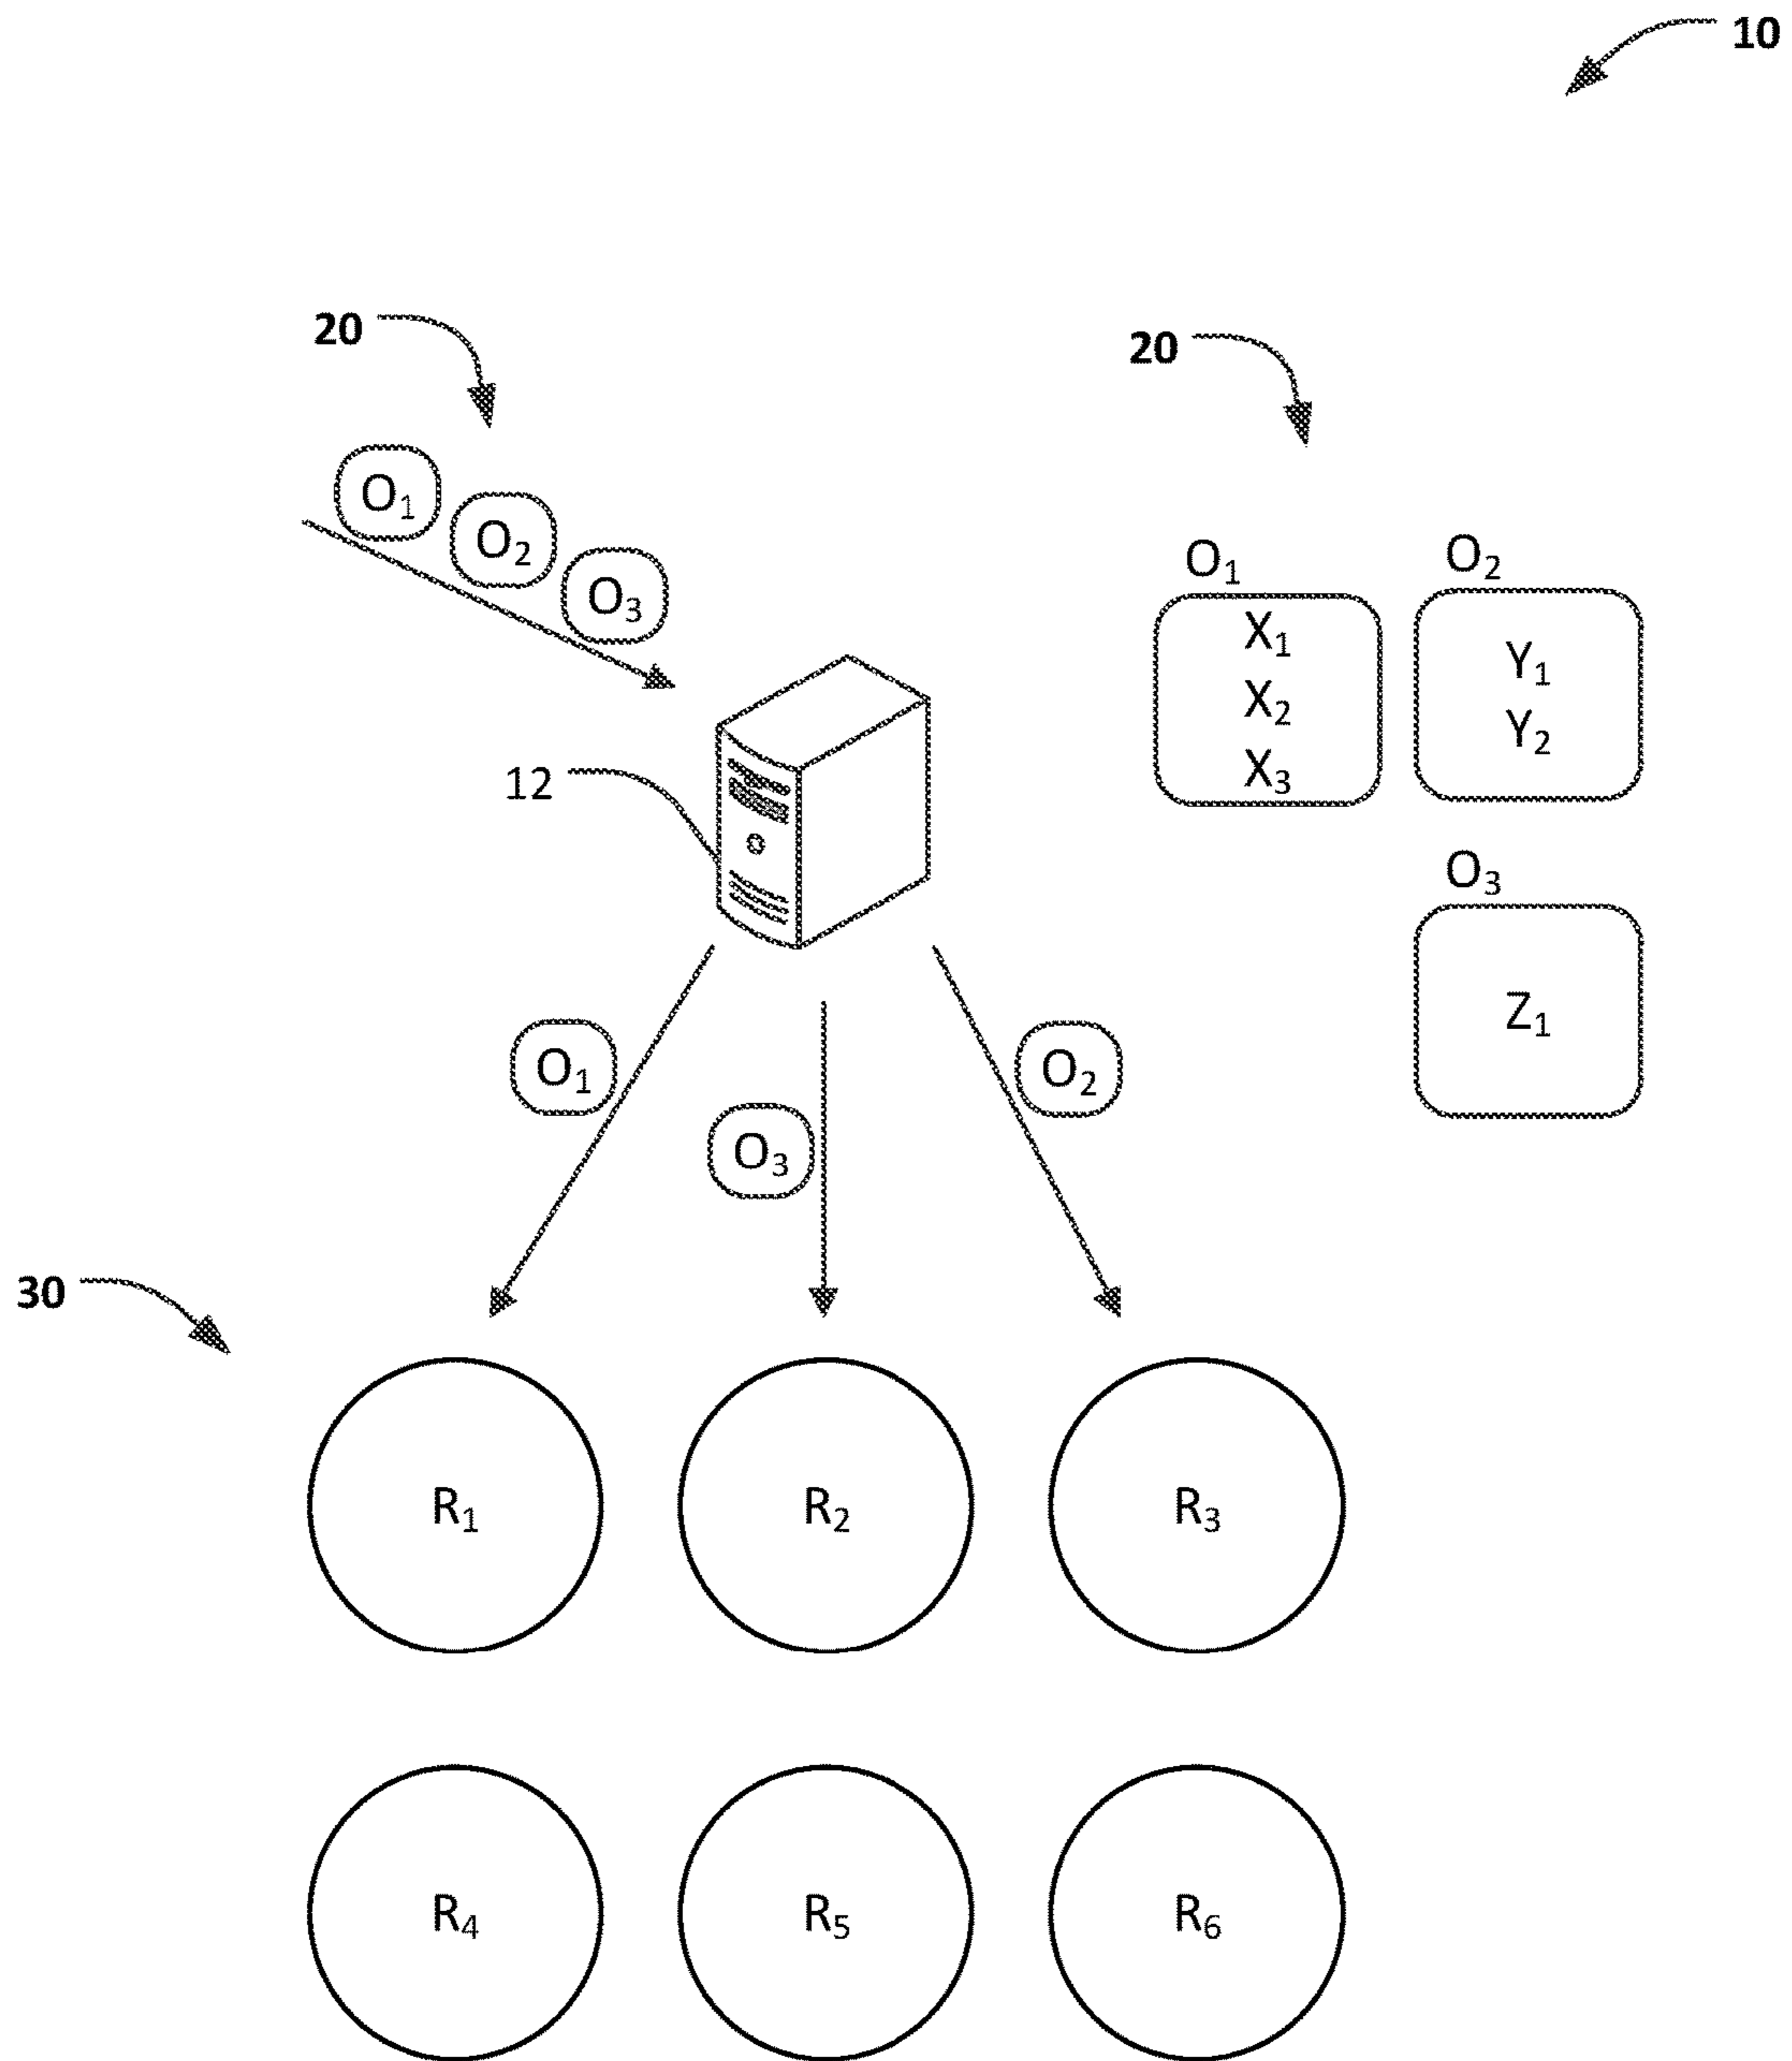 10
20
20
O₁
O₂
O₃
O₁
X₁
X₂
X₃
O₂
Y₁
Y₂
12
O₃
Z₁
O₁
O₃
O₂
30
R₁ R₂ R₃
R₄ R₅ R₆